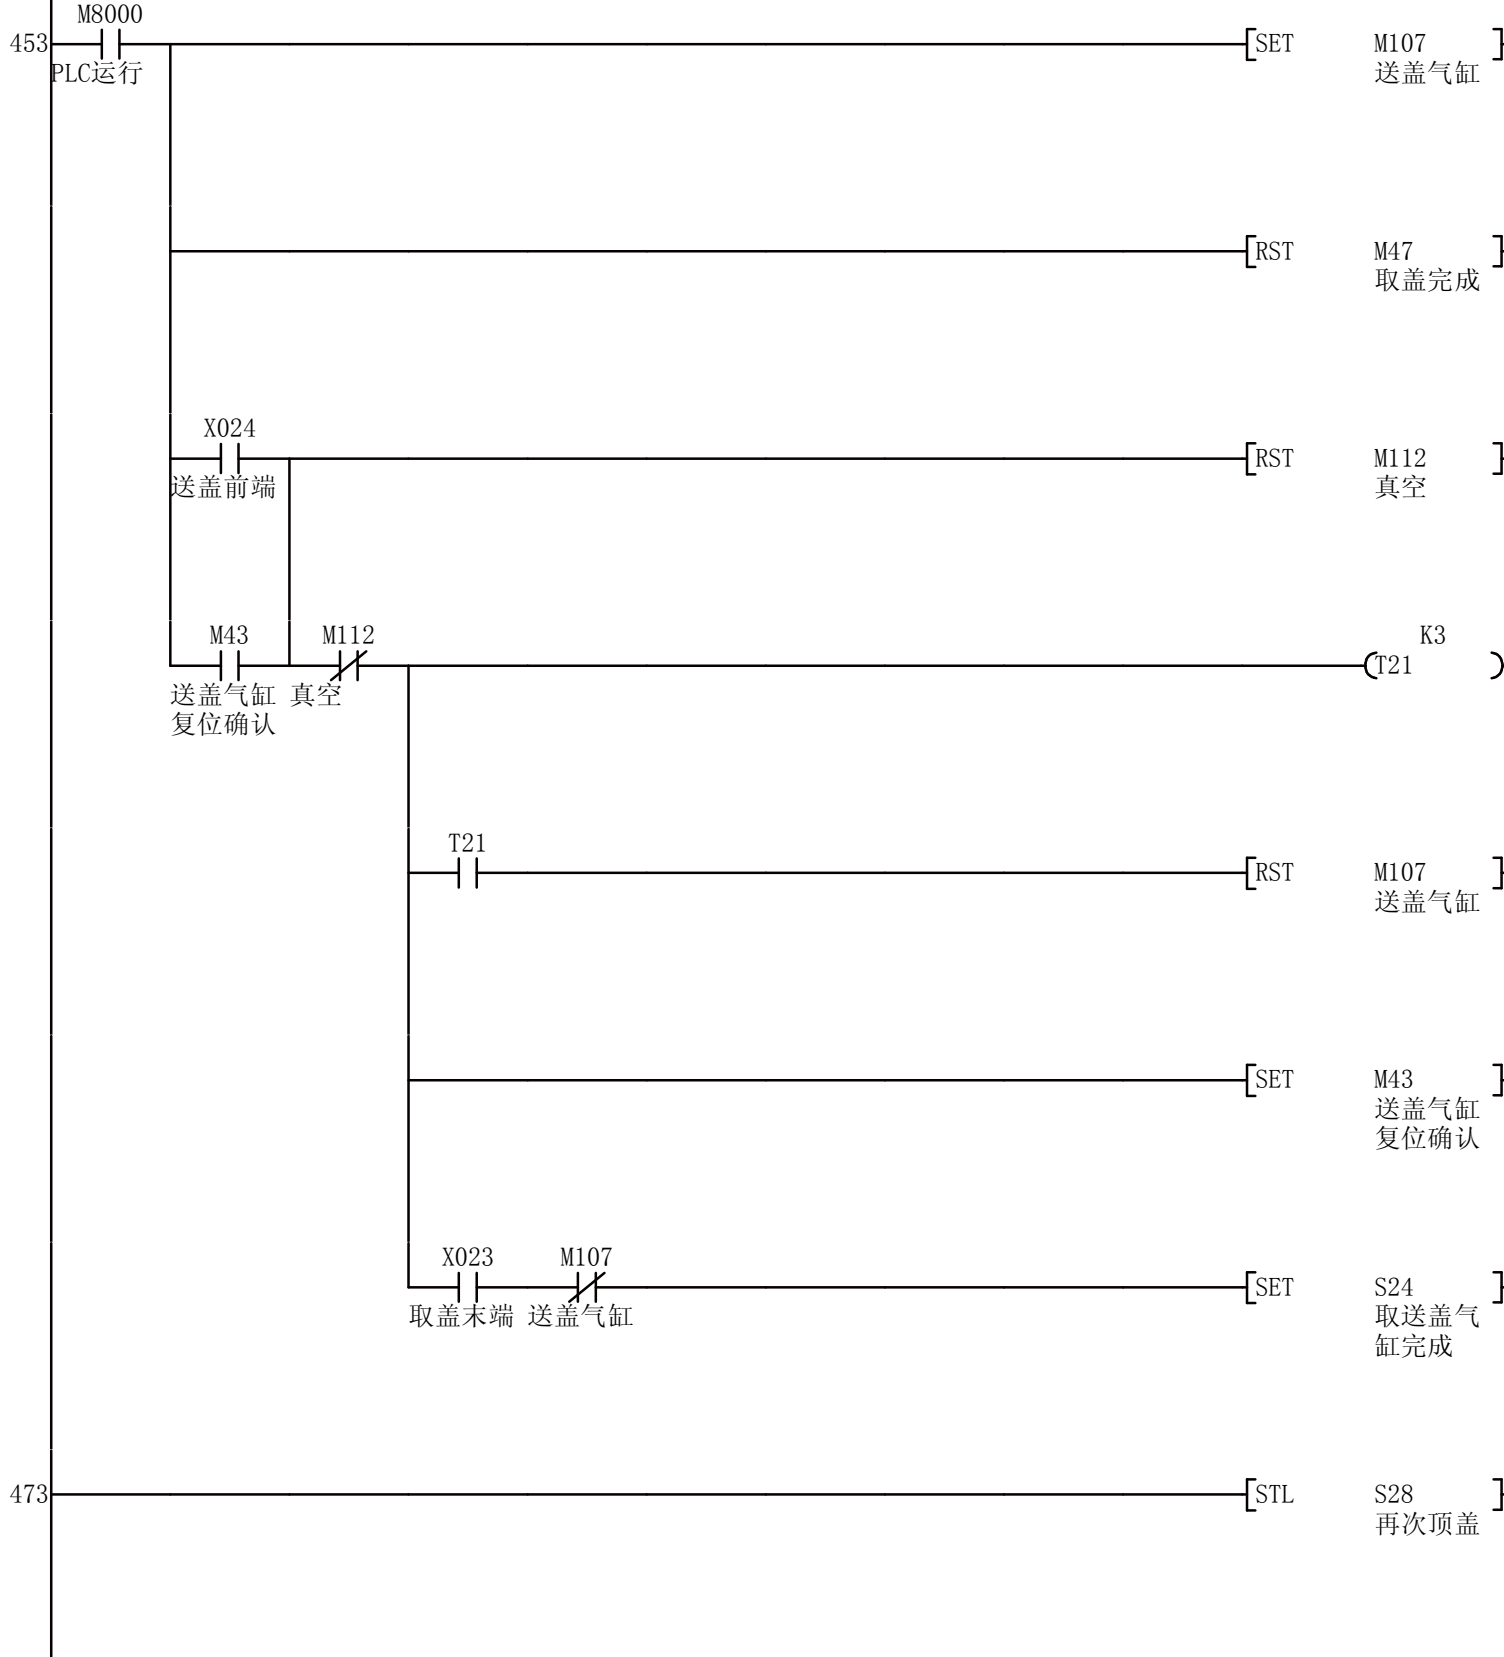 M8000
453 SET M107
PLC运行 送盖气缸
RST M47
取盖完成
X024
RST M112
送盖前端 真空
M43 M112 K3
T21
送盖气缸 真空
复位确认
T21
RST M107
送盖气缸
SET M43
送盖气缸
复位确认
X023 M107
SET S24
取盖末端 送盖气缸 取送盖气
缸完成
473 STL S28
再次顶盖